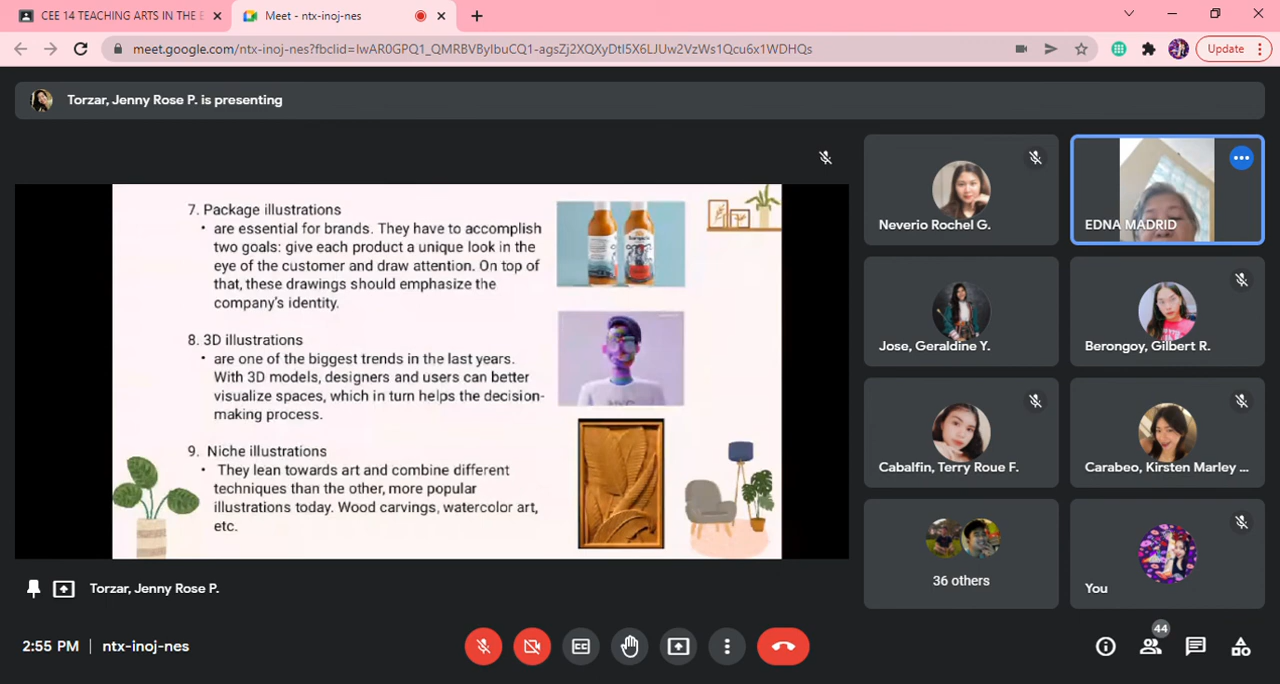 CEE 14 TEACHING ARTS IN THE E
Meet - ntx-inoj-nes
meet.google.com/ntx-inoj-nes?fbclid=IwAR0GPQ1_QMRBVByIbuCQ1-agsZj2XQXyDtI5X6LJUw2VzWs1Qcu6x1WDHQs
Update
Torzar, Jenny Rose P. is presenting
7. Package illustrations
• are essential for brands. They have to accomplish
two goals: give each product a unique look in the
eye of the customer and draw attention. On top of
that, these drawings should emphasize the
company's identity.
8. 3D illustrations
• are one of the biggest trends in the last years.
With 3D models, designers and users can better
visualize spaces, which in turn helps the decision-
making process.
9. Niche illustrations
• They lean towards art and combine different
techniques than the other, more popular
illustrations today. Wood carvings, watercolor art,
etc.
Neverio Rochel G.
EDNA MADRID
Jose, Geraldine Y.
Berongoy, Gilbert R.
Cabalfin, Terry Roue F.
Carabeo, Kirsten Marley ...
36 others
You
Torzar, Jenny Rose P.
2:55 PM | ntx-inoj-nes
44